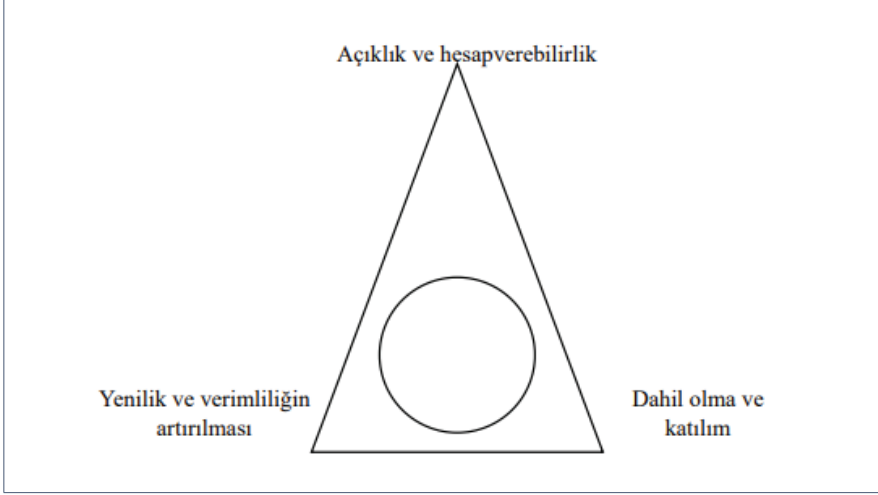 Açıklık ve hesapverebilirlik
Yenilik ve verimliliğin
artırılması
Dahil olma ve
katılım